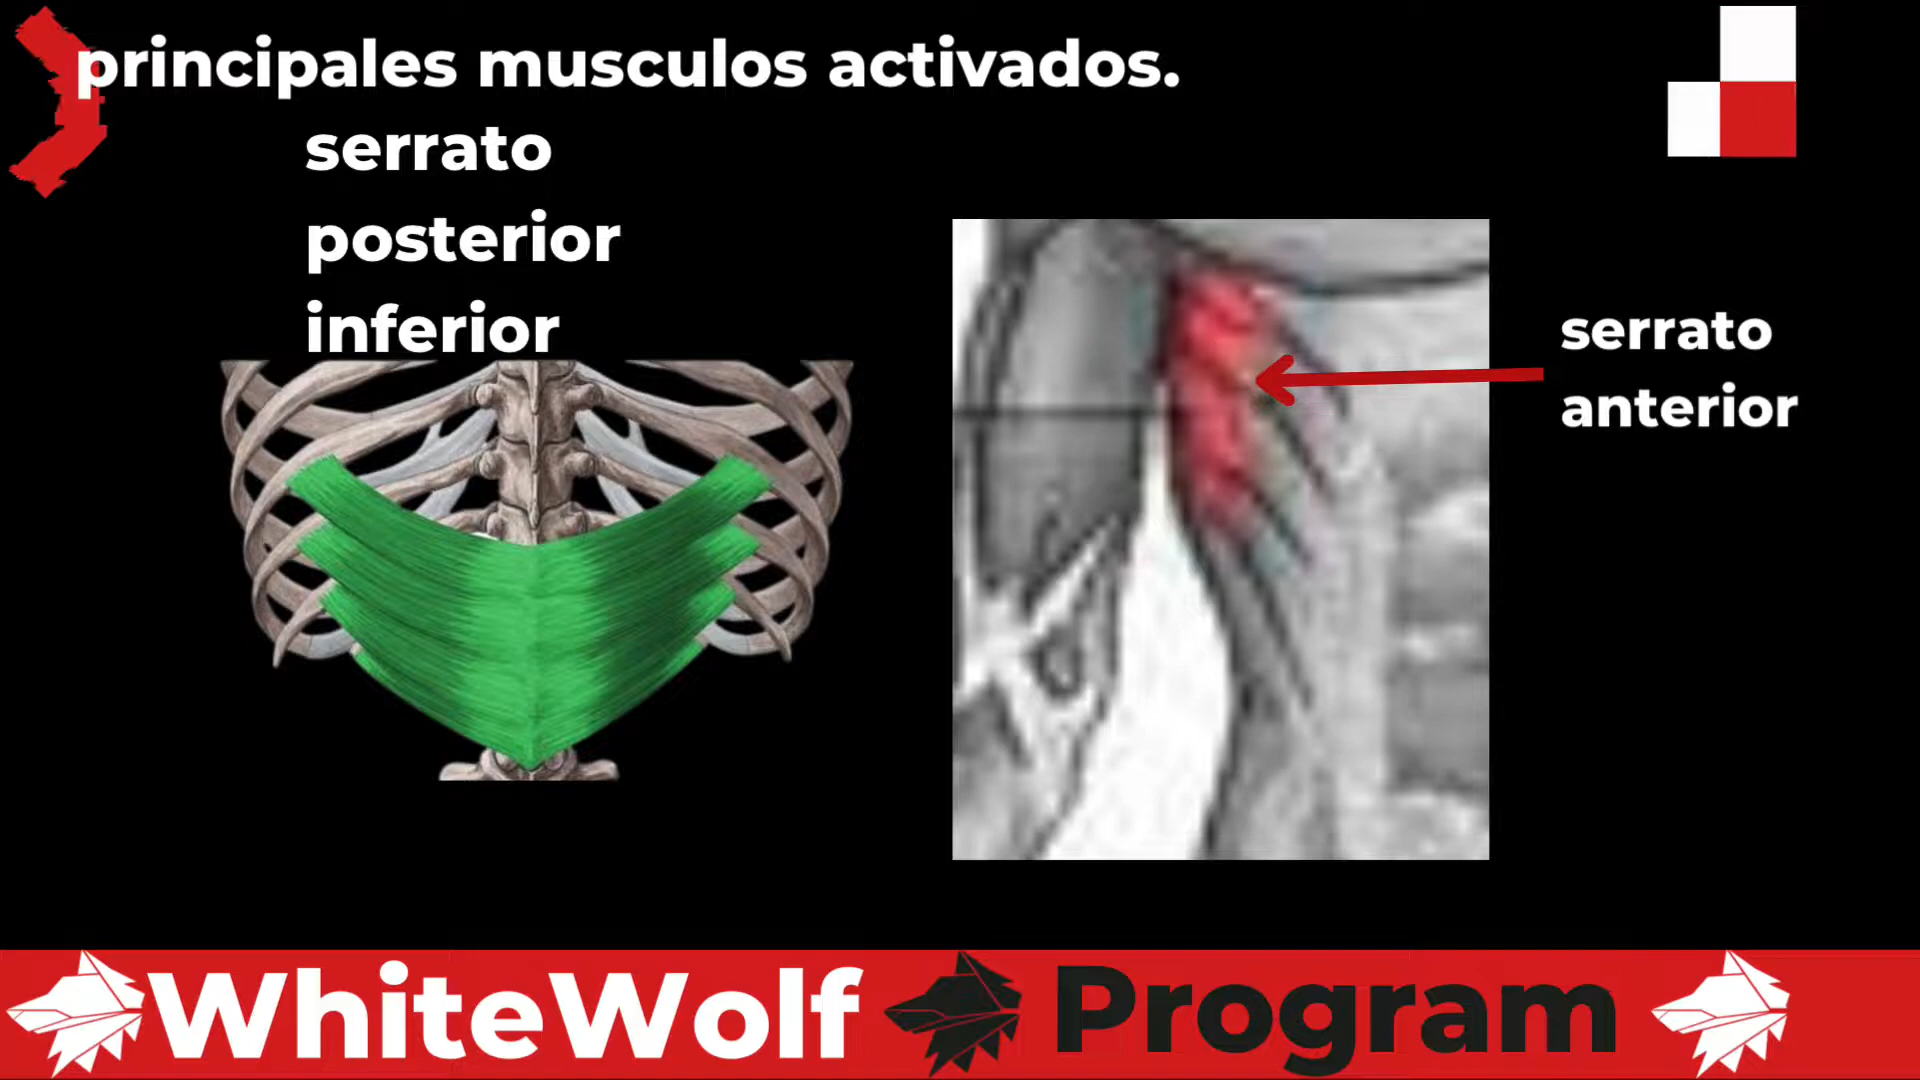 principales musculos activados.
serrato
posterior
inferior
serrato
anterior
WhiteWolf Program